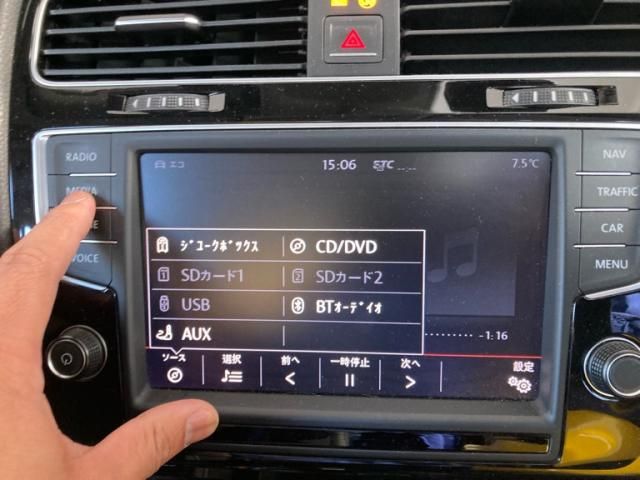 RADIO
MEDIA
VOICE
NAV
TRAFFIC
CAR
MENU
エコ
15:06
ETC --:--
7.5℃
ジュークボックス
CD/DVD
SDカード1
SDカード2
USB
BTオーディオ
AUX
-1:16
ソース
選択
前へ
一時停止
次へ
設定